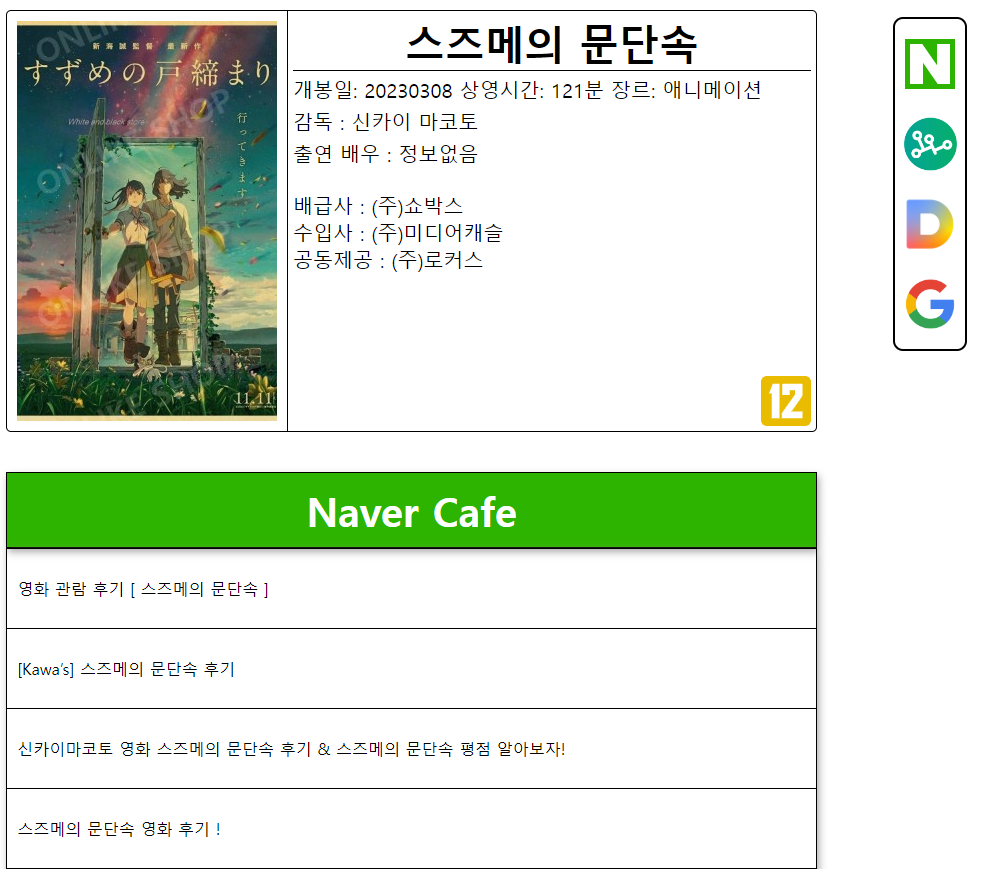 新海誠監督 最新作
すずめの戸締まり
White and black store
行ってきます。
11.11
ONLINE SHOP
스즈메의 문단속
개봉일: 20230308 상영시간: 121분 장르: 애니메이션
감독 : 신카이 마코토
출연 배우 : 정보없음
배급사 : (주)쇼박스
수입사 : (주)미디어캐슬
공동제공 : (주)로커스
12
N
D
G
Naver Cafe
영화 관람 후기 [ 스즈메의 문단속 ]
[Kawa's] 스즈메의 문단속 후기
신카이마코토 영화 스즈메의 문단속 후기 & 스즈메의 문단속 평점 알아보자!
스즈메의 문단속 영화 후기 !